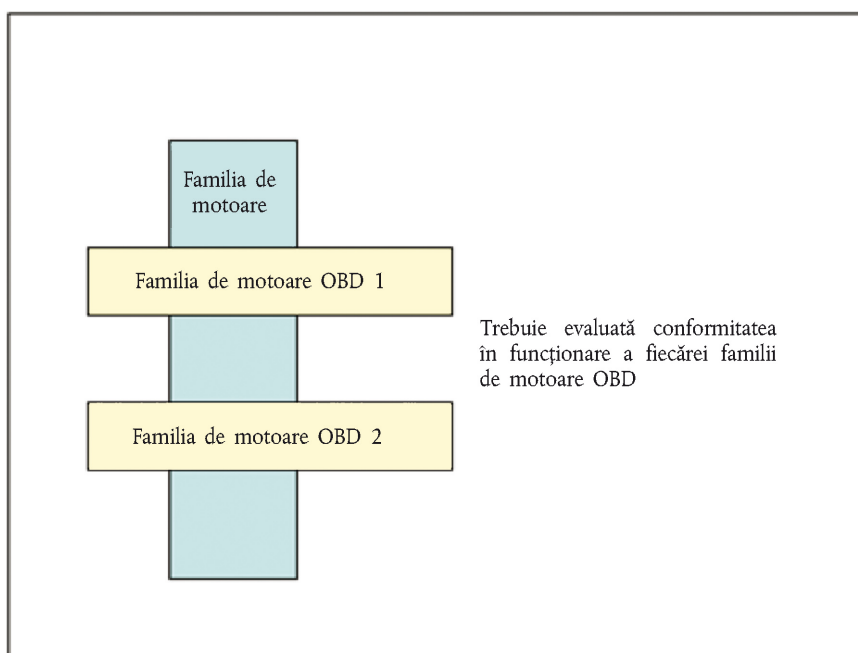 Familia de
motoare
Familia de motoare OBD 1
Trebuie evaluată conformitatea
în funcţionare a fiecărei familii
de motoare OBD
Familia de motoare OBD 2